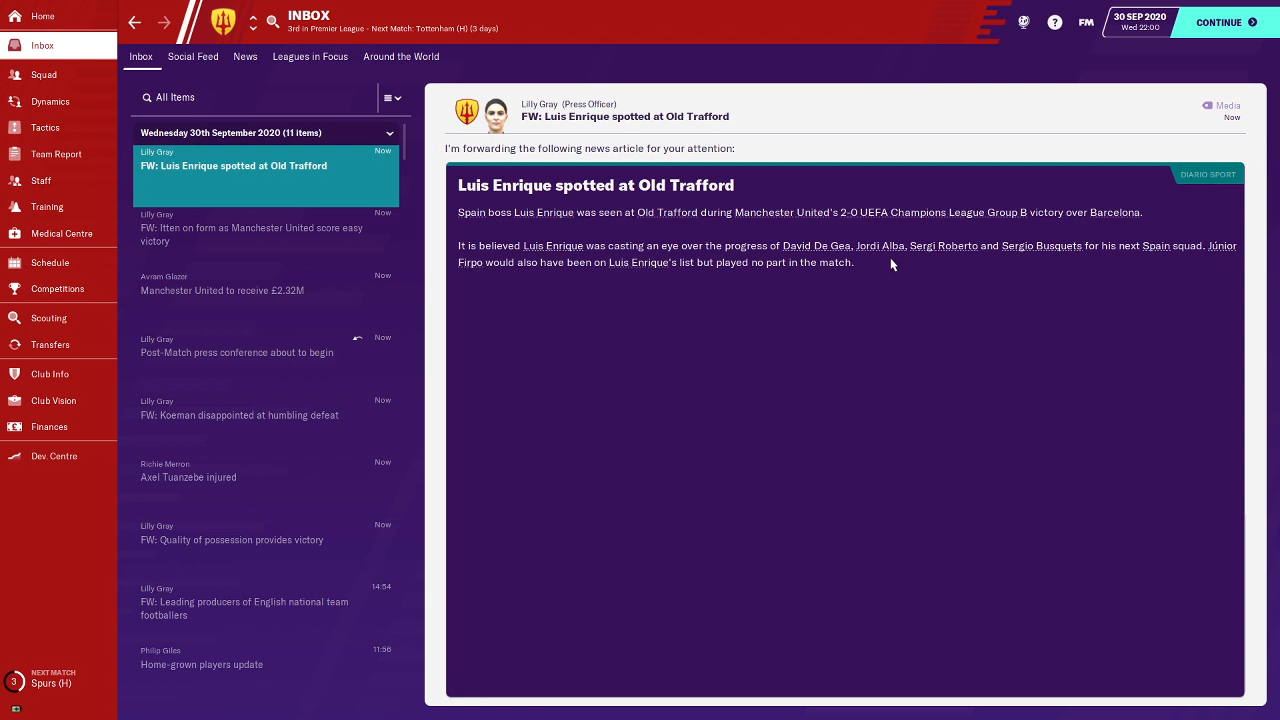 Home
Inbox
Squad
Dynamics
Tactics
Team Report
Staff
Training
Medical Centre
Schedule
Competitions
Scouting
Transfers
Club Info
Club Vision
Finances
Dev. Centre
3
NEXT MATCH
Spurs (H)
INBOX
3rd in Premier League - Next Match: Tottenham (H) (3 days)
?
FM
30 SEP 2020
Wed 22:00
CONTINUE
Inbox
Social Feed
News
Leagues in Focus
Around the World
All Items
Wednesday 30th September 2020 (11 items)
Lilly Gray Now
FW: Luis Enrique spotted at Old Trafford
Lilly Gray Now
FW: Itten on form as Manchester United score easy
victory
Avram Glazer Now
Manchester United to receive £2.32M
Lilly Gray Now
Post-Match press conference about to begin
Lilly Gray Now
FW: Koeman disappointed at humbling defeat
Richie Merron Now
Axel Tuanzebe injured
Lilly Gray Now
FW: Quality of possession provides victory
Lilly Gray 14:54
FW: Leading producers of English national team
footballers
Philip Giles 11:56
Home-grown players update
Lilly Gray (Press Officer)
FW: Luis Enrique spotted at Old Trafford
Media
Now
I'm forwarding the following news article for your attention:
DIARIO SPORT
Luis Enrique spotted at Old Trafford
Spain boss Luis Enrique was seen at Old Trafford during Manchester United's 2-0 UEFA Champions League Group B victory over Barcelona.
It is believed Luis Enrique was casting an eye over the progress of David De Gea, Jordi Alba, Sergi Roberto and Sergio Busquets for his next Spain squad. Júnior
Firpo would also have been on Luis Enrique's list but played no part in the match.